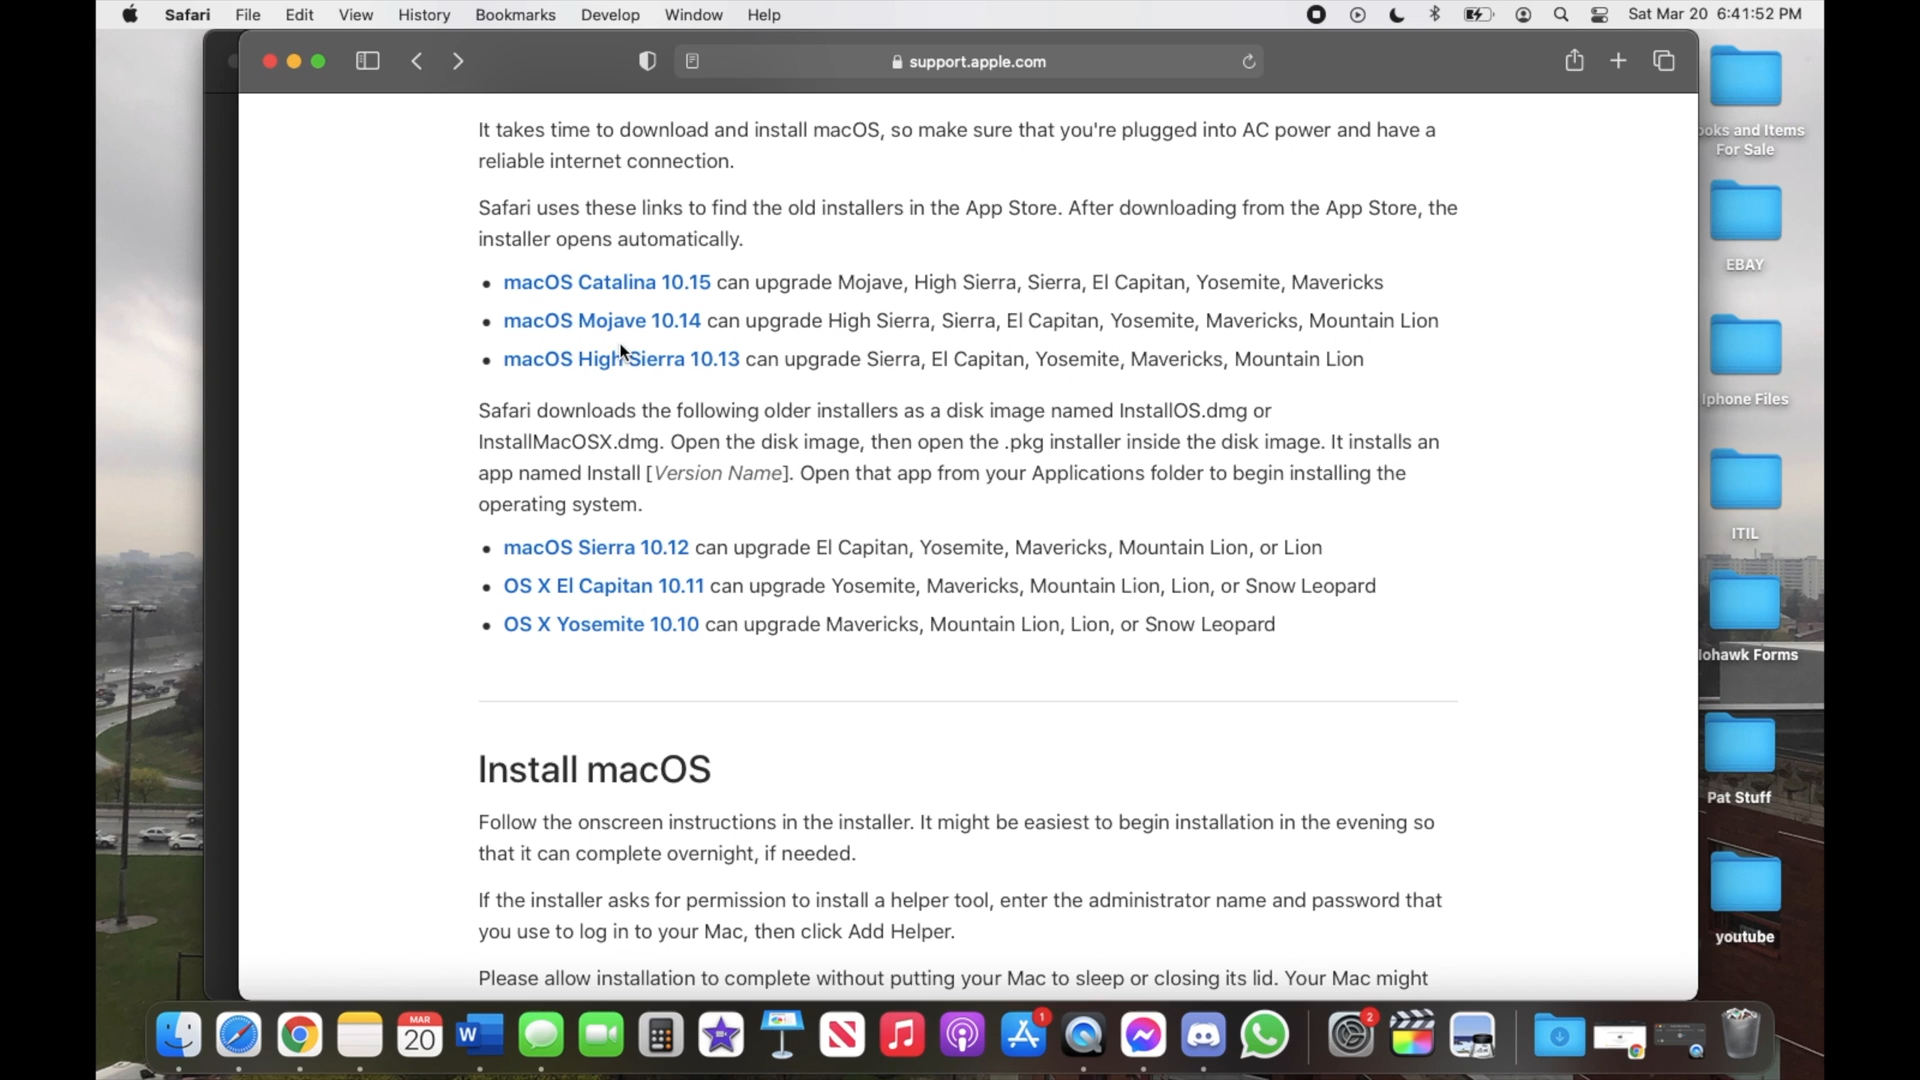 Safari File Edit View History Bookmarks Develop Window Help Sat Mar 20 6:41:52 PM
support.apple.com
It takes time to download and install macOS, so make sure that you're plugged into AC power and have a
reliable internet connection.
Safari uses these links to find the old installers in the App Store. After downloading from the App Store, the
installer opens automatically.
• macOS Catalina 10.15 can upgrade Mojave, High Sierra, Sierra, El Capitan, Yosemite, Mavericks
• macOS Mojave 10.14 can upgrade High Sierra, Sierra, El Capitan, Yosemite, Mavericks, Mountain Lion
• macOS High Sierra 10.13 can upgrade Sierra, El Capitan, Yosemite, Mavericks, Mountain Lion
Safari downloads the following older installers as a disk image named InstallOS.dmg or
InstallMacOSX.dmg. Open the disk image, then open the .pkg installer inside the disk image. It installs an
app named Install [Version Name]. Open that app from your Applications folder to begin installing the
operating system.
• macOS Sierra 10.12 can upgrade El Capitan, Yosemite, Mavericks, Mountain Lion, or Lion
• OS X El Capitan 10.11 can upgrade Yosemite, Mavericks, Mountain Lion, Lion, or Snow Leopard
• OS X Yosemite 10.10 can upgrade Mavericks, Mountain Lion, Lion, or Snow Leopard
Install macOS
Follow the onscreen instructions in the installer. It might be easiest to begin installation in the evening so
that it can complete overnight, if needed.
If the installer asks for permission to install a helper tool, enter the administrator name and password that
you use to log in to your Mac, then click Add Helper.
Please allow installation to complete without putting your Mac to sleep or closing its lid. Your Mac might
ooks and Items
For Sale
EBAY
Iphone Files
ITIL
ohawk Forms
Pat Stuff
youtube
MAR
20
W
1
2